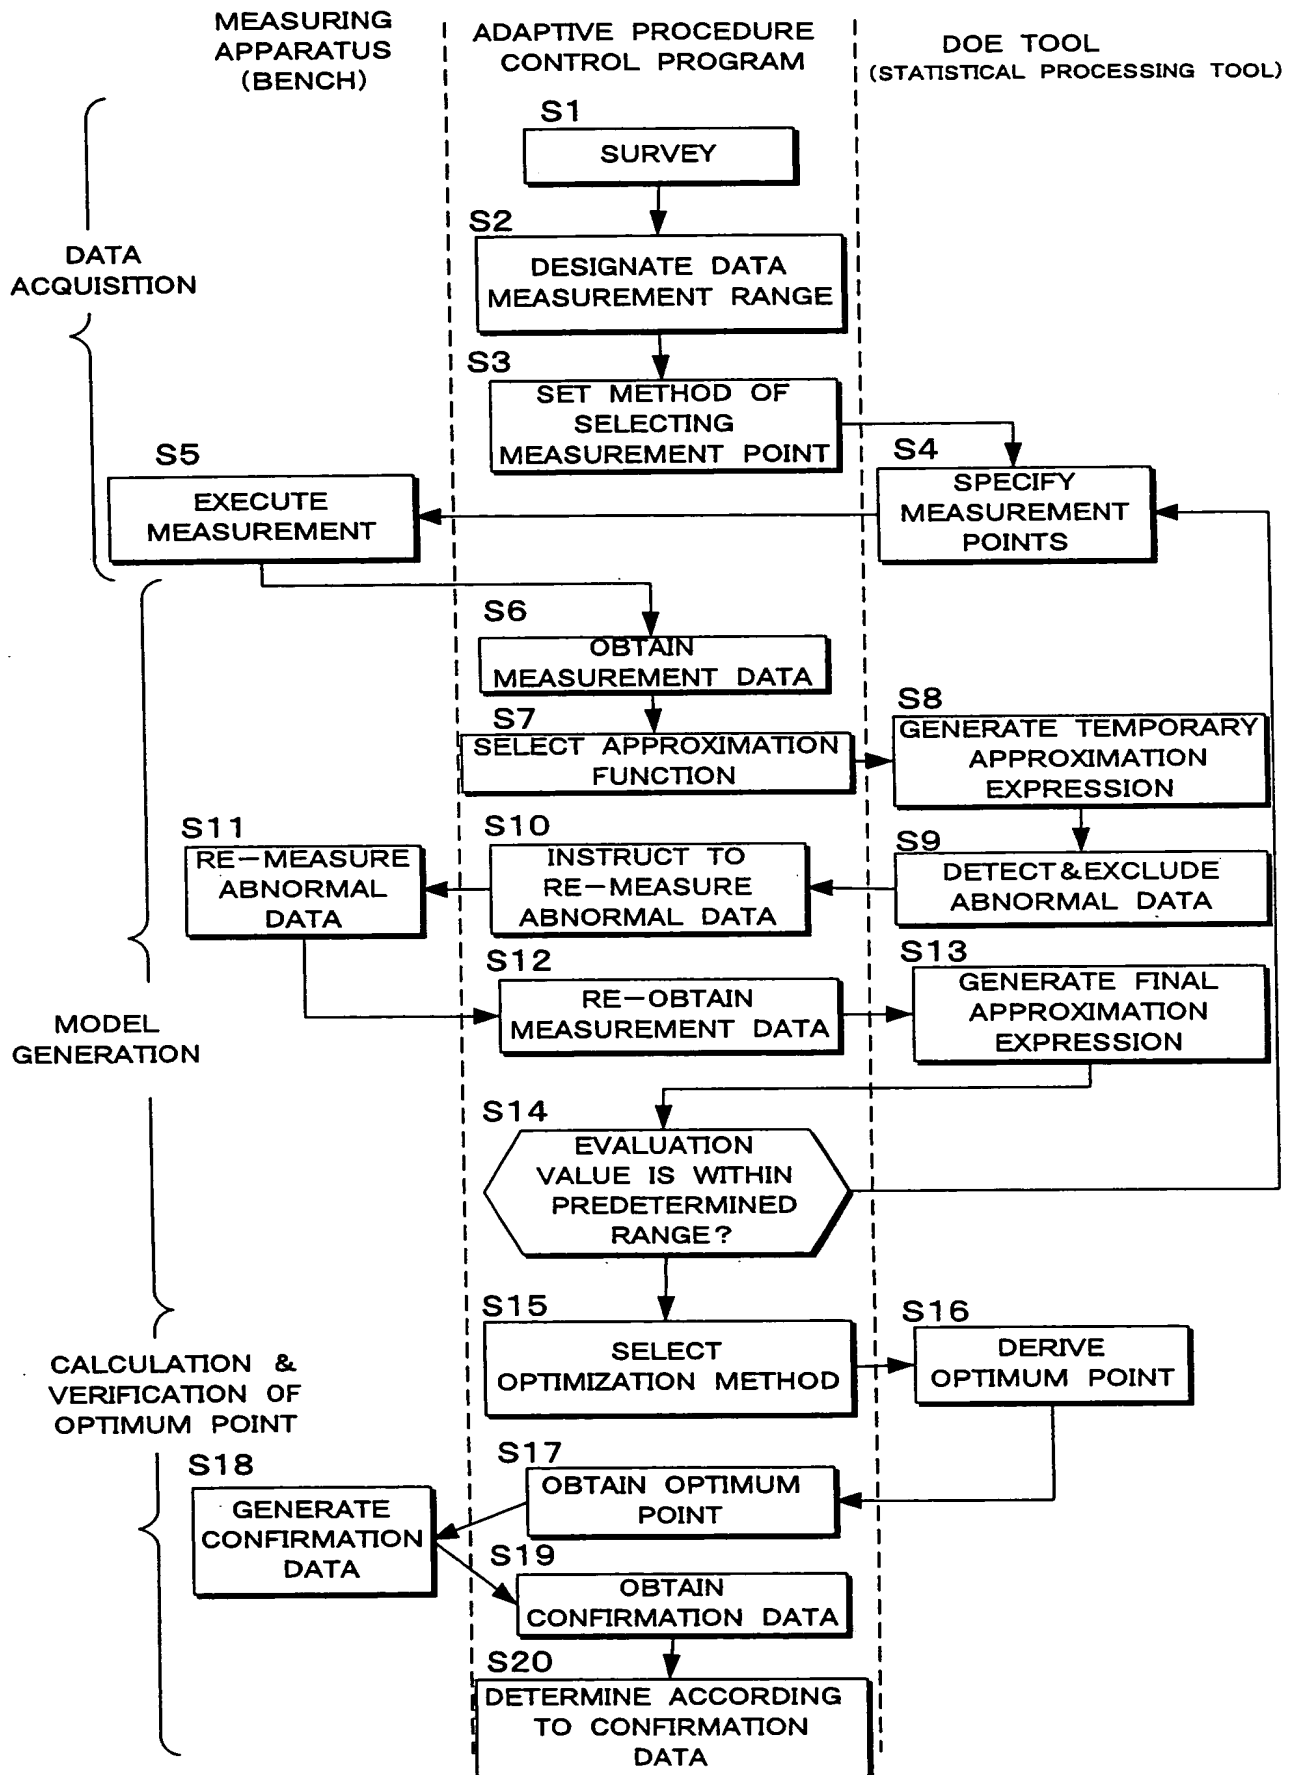 MEASURING
APPARATUS
(BENCH)
ADAPTIVE PROCEDURE
CONTROL PROGRAM
DOE TOOL
(STATISTICAL PROCESSING TOOL)
DATA
ACQUISITION
S1
SURVEY
S2
DESIGNATE DATA
MEASUREMENT RANGE
S3
SET METHOD OF
SELECTING
MEASUREMENT POINT
S4
SPECIFY
MEASUREMENT
POINTS
S5
EXECUTE
MEASUREMENT
MODEL
GENERATION
S6
OBTAIN
MEASUREMENT DATA
S7
SELECT APPROXIMATION
FUNCTION
S8
GENERATE TEMPORARY
APPROXIMATION
EXPRESSION
S9
DETECT&EXCLUDE
ABNORMAL DATA
S10
INSTRUCT TO
RE-MEASURE
ABNORMAL DATA
S11
RE-MEASURE
ABNORMAL
DATA
S12
RE-OBTAIN
MEASUREMENT DATA
S13
GENERATE FINAL
APPROXIMATION
EXPRESSION
S14
EVALUATION
VALUE IS WITHIN
PREDETERMINED
RANGE?
CALCULATION &
VERIFICATION OF
OPTIMUM POINT
S15
SELECT
OPTIMIZATION METHOD
S16
DERIVE
OPTIMUM POINT
S17
OBTAIN OPTIMUM
POINT
S18
GENERATE
CONFIRMATION
DATA
S19
OBTAIN
CONFIRMATION DATA
S20
DETERMINE ACCORDING
TO CONFIRMATION
DATA